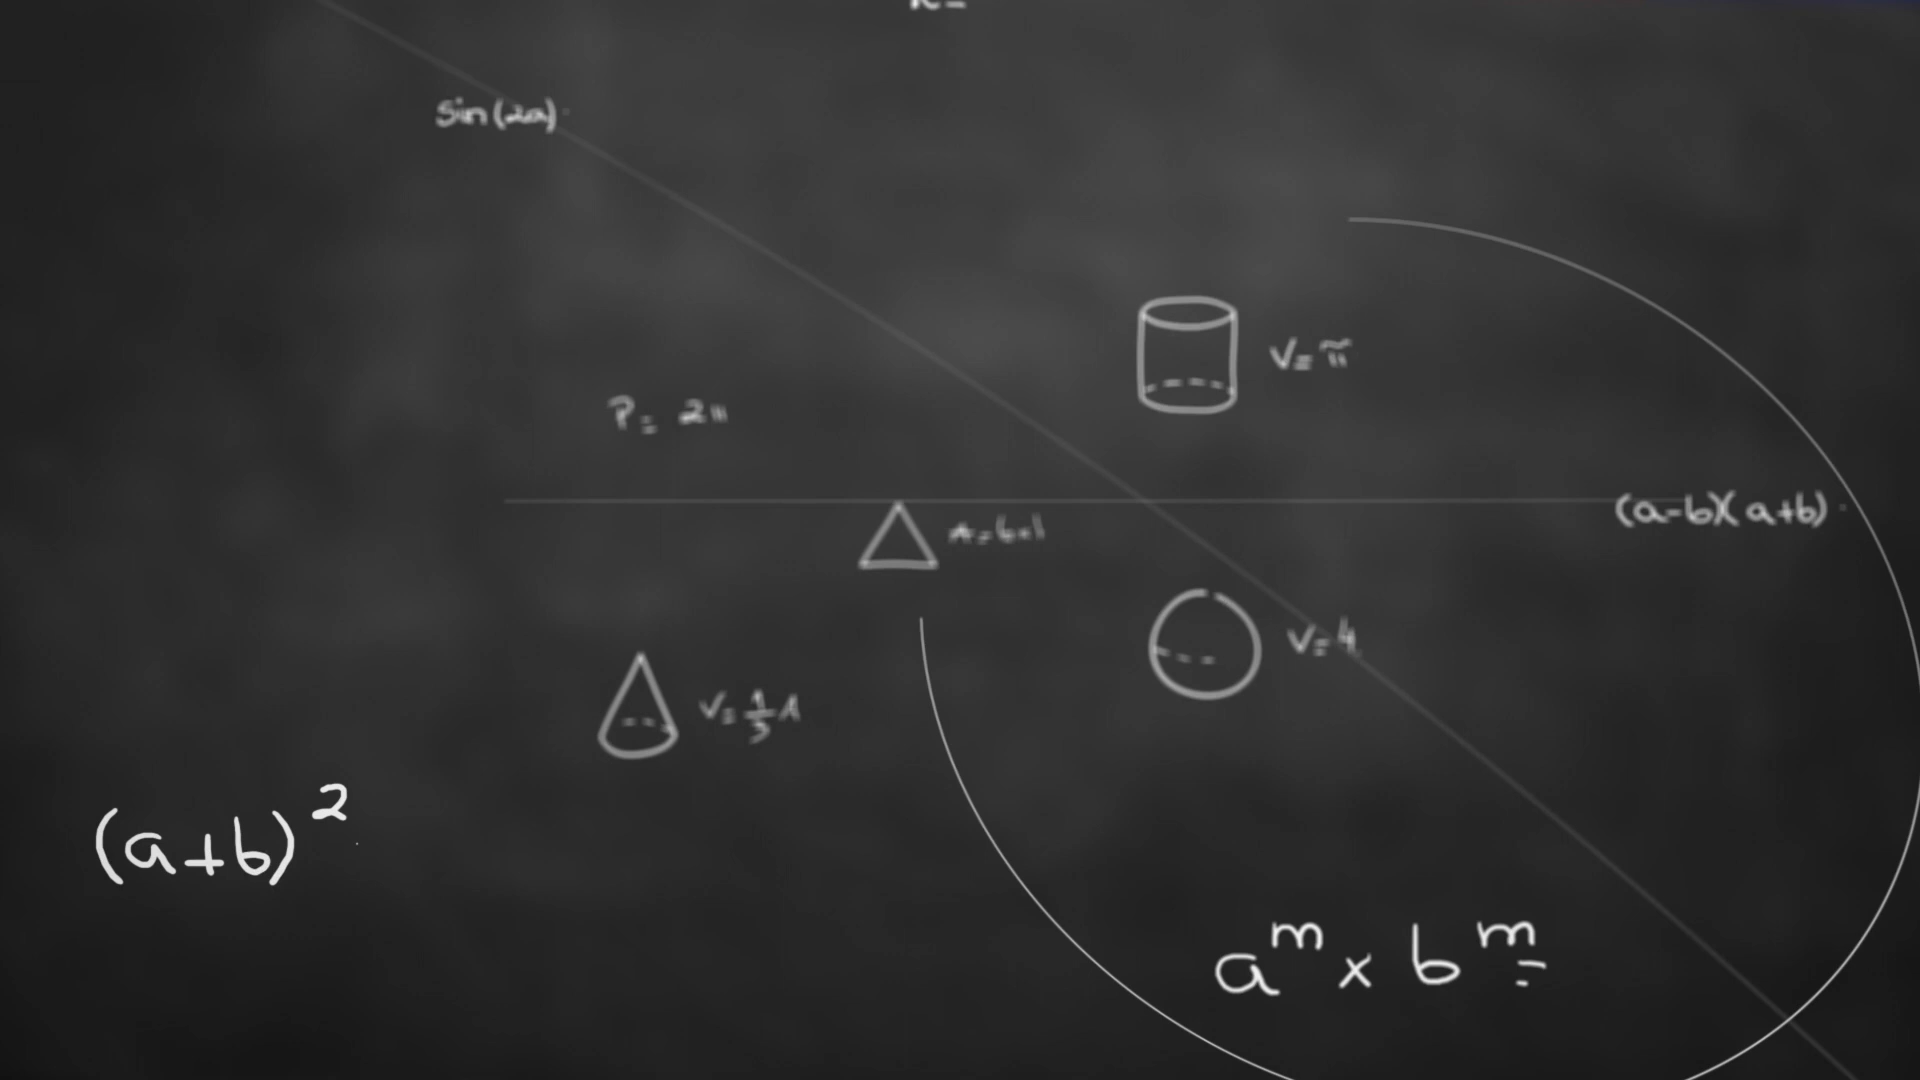 Sin(2a)
V=π
P= 2π
(a-b)(a+b)
V=4
V=1/3 A
(a+b)²
aᵐ x bᵐ =